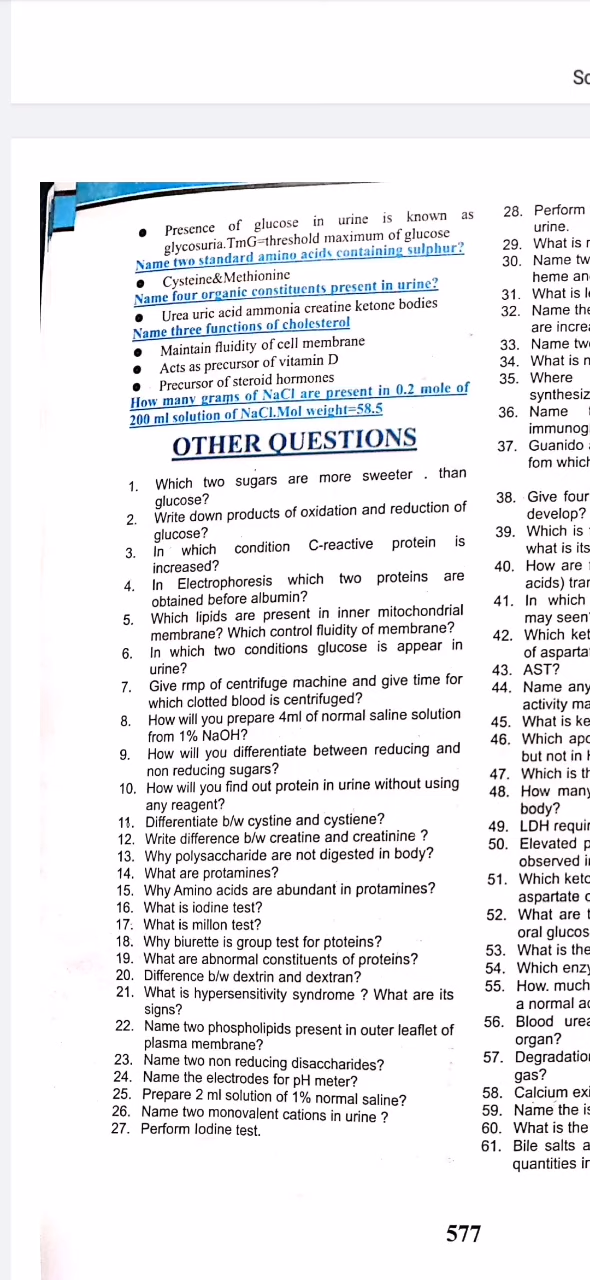 Sc
• Presence of glucose in urine is known as
glycosuria.TmG=threshold maximum of glucose
Name two standard amino acids containing sulphur?
• Cysteine&Methionine
Name four organic constituents present in urine?
• Urea uric acid ammonia creatine ketone bodies
Name three functions of cholesterol
• Maintain fluidity of cell membrane
• Acts as precursor of vitamin D
• Precursor of steroid hormones
How many grams of NaCl are present in 0.2 mole of
200 ml solution of NaCl.Mol weight=58.5
OTHER QUESTIONS
1. Which two sugars are more sweeter . than
glucose?
2. Write down products of oxidation and reduction of
glucose?
3. In which condition C-reactive protein is
increased?
4. In Electrophoresis which two proteins are
obtained before albumin?
5. Which lipids are present in inner mitochondrial
membrane? Which control fluidity of membrane?
6. In which two conditions glucose is appear in
urine?
7. Give rmp of centrifuge machine and give time for
which clotted blood is centrifuged?
8. How will you prepare 4ml of normal saline solution
from 1% NaOH?
9. How will you differentiate between reducing and
non reducing sugars?
10. How will you find out protein in urine without using
any reagent?
11. Differentiate b/w cystine and cystiene?
12. Write difference b/w creatine and creatinine ?
13. Why polysaccharide are not digested in body?
14. What are protamines?
15. Why Amino acids are abundant in protamines?
16. What is iodine test?
17. What is millon test?
18. Why biurette is group test for ptoteins?
19. What are abnormal constituents of proteins?
20. Difference b/w dextrin and dextran?
21. What is hypersensitivity syndrome ? What are its
signs?
22. Name two phospholipids present in outer leaflet of
plasma membrane?
23. Name two non reducing disaccharides?
24. Name the electrodes for pH meter?
25. Prepare 2 ml solution of 1% normal saline?
26. Name two monovalent cations in urine ?
27. Perform Iodine test.
28. Perform
urine.
29. What is
30. Name tw
heme an
31. What is
32. Name the
are increa
33. Name tw
34. What is
35. Where
synthesiz
36. Name
immunog
37. Guanido
fom which
38. Give four
develop?
39. Which is
what is its
40. How are
acids) trar
41. In which
may seen
42. Which ket
of asparta
43. AST?
44. Name any
activity ma
45. What is ke
46. Which apo
but not in
47. Which is th
48. How many
body?
49. LDH requir
50. Elevated p
observed i
51. Which keto
aspartate
52. What are t
oral glucos
53. What is the
54. Which enzy
55. How. much
a normal a
56. Blood urea
organ?
57. Degradation
gas?
58. Calcium exi
59. Name the is
60. What is the
61. Bile salts a
quantities in
577